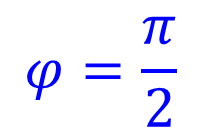 φ = π/2